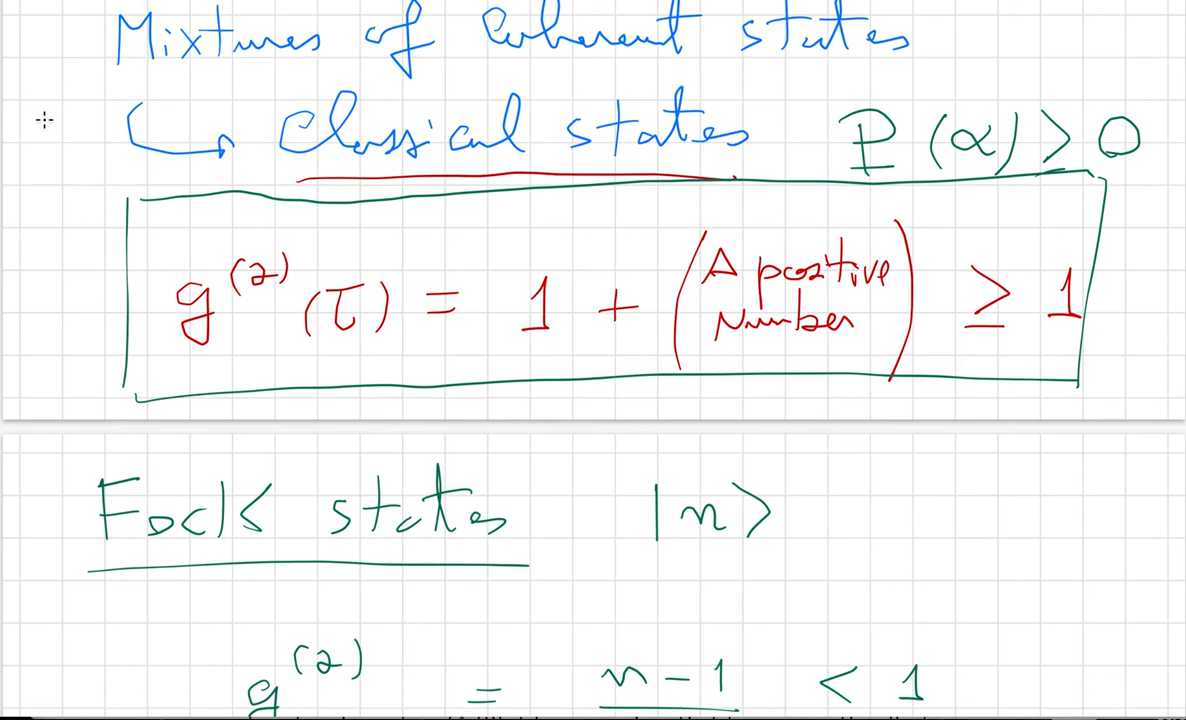 Mixtures of Coherent states
↳ Classical states P(α) ≥ 0
g^(2) (τ) = 1 + (A positive Number) ≥ 1
Fock states |n>
g^(2) = n - 1 < 1